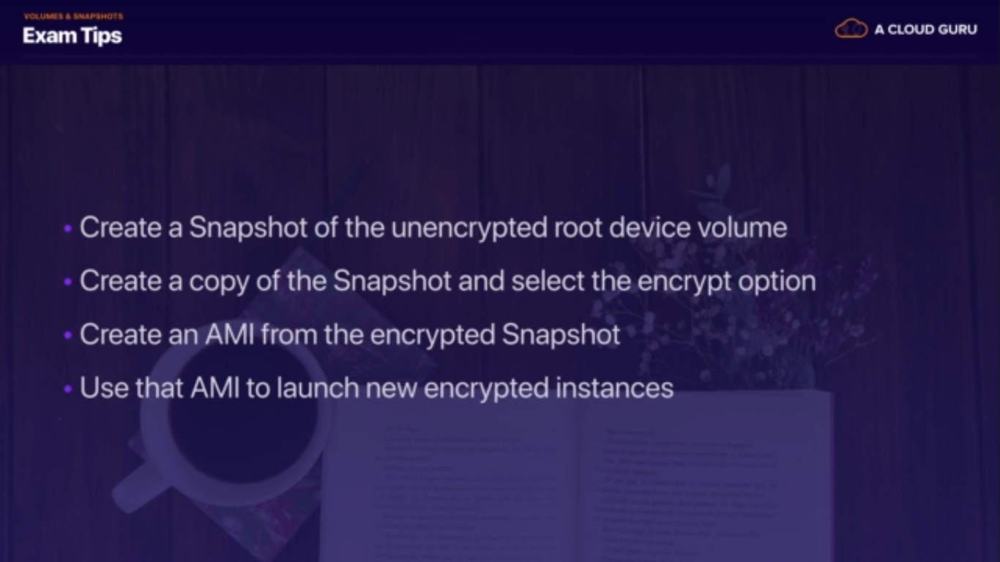 VOLUMES & SNAPSHOTS
Exam Tips
A CLOUD GURU
• Create a Snapshot of the unencrypted root device volume
• Create a copy of the Snapshot and select the encrypt option
• Create an AMI from the encrypted Snapshot
• Use that AMI to launch new encrypted instances